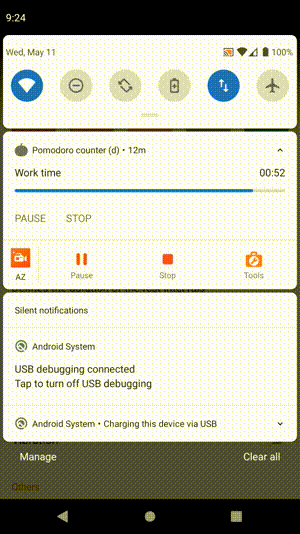 9:24
Wed, May 11
100%
Pomodoro counter (d) • 12m
Work time 00:52
PAUSE STOP
AZ Pause Stop Tools
Silent notifications
Android System
USB debugging connected
Tap to turn off USB debugging
Android System • Charging this device via USB
Manage Clear all
Others